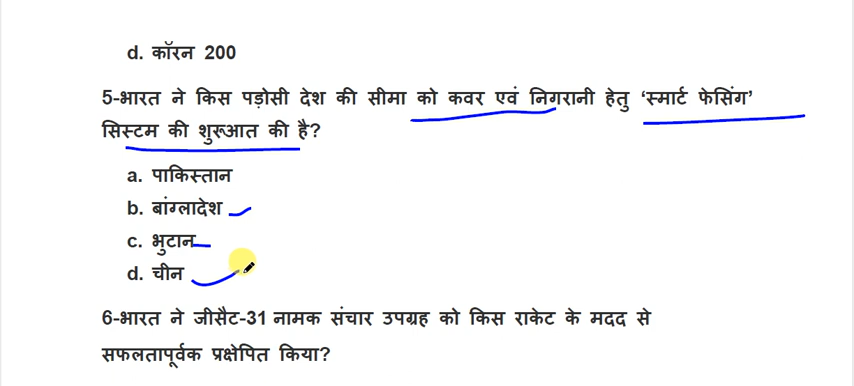 d. कॉरन 200
5-भारत ने किस पड़ोसी देश की सीमा को कवर एवं निगरानी हेतु ‘स्मार्ट फेसिंग’
सिस्टम की शुरूआत की है?
a. पाकिस्तान
b. बांग्लादेश
c. भुटान
d. चीन
6-भारत ने जीसैट-31 नामक संचार उपग्रह को किस राकेट के मदद से
सफलतापूर्वक प्रक्षेपित किया?